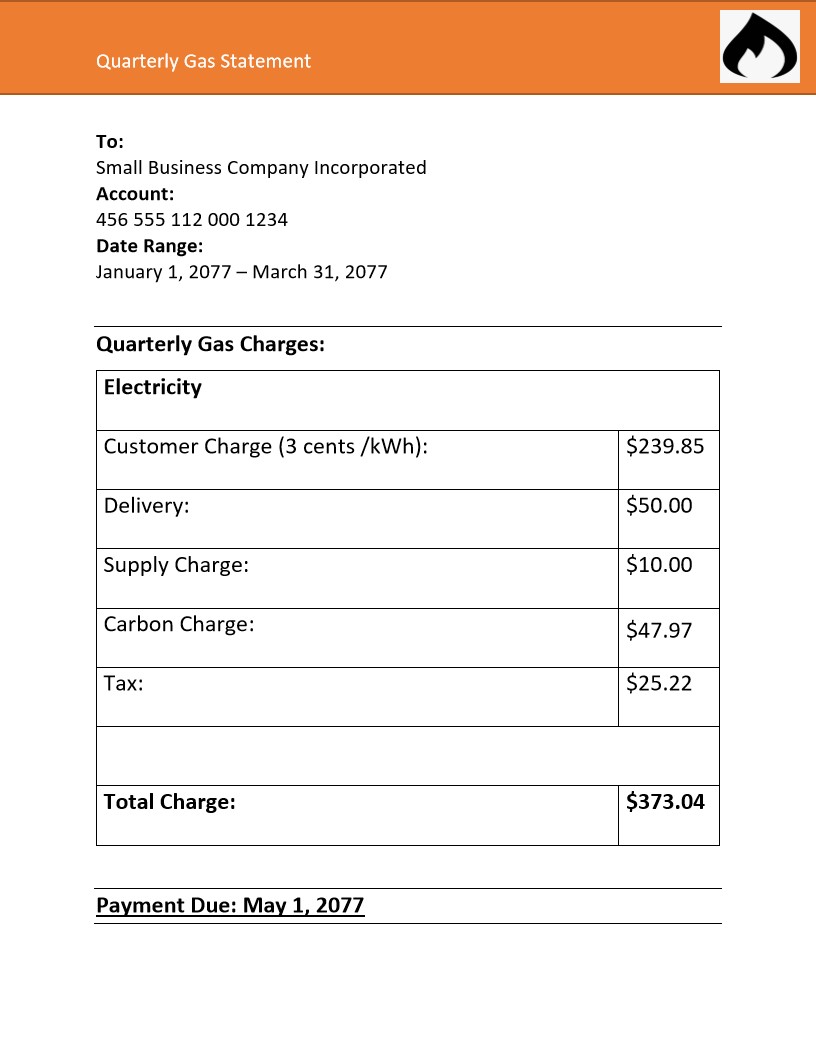 Quarterly Gas Statement
To:
Small Business Company Incorporated
Account:
456 555 112 000 1234
Date Range:
January 1, 2077 – March 31, 2077
Quarterly Gas Charges:
Electricity
Customer Charge (3 cents /kWh): $239.85
Delivery: $50.00
Supply Charge: $10.00
Carbon Charge: $47.97
Tax: $25.22
Total Charge: $373.04
Payment Due: May 1, 2077